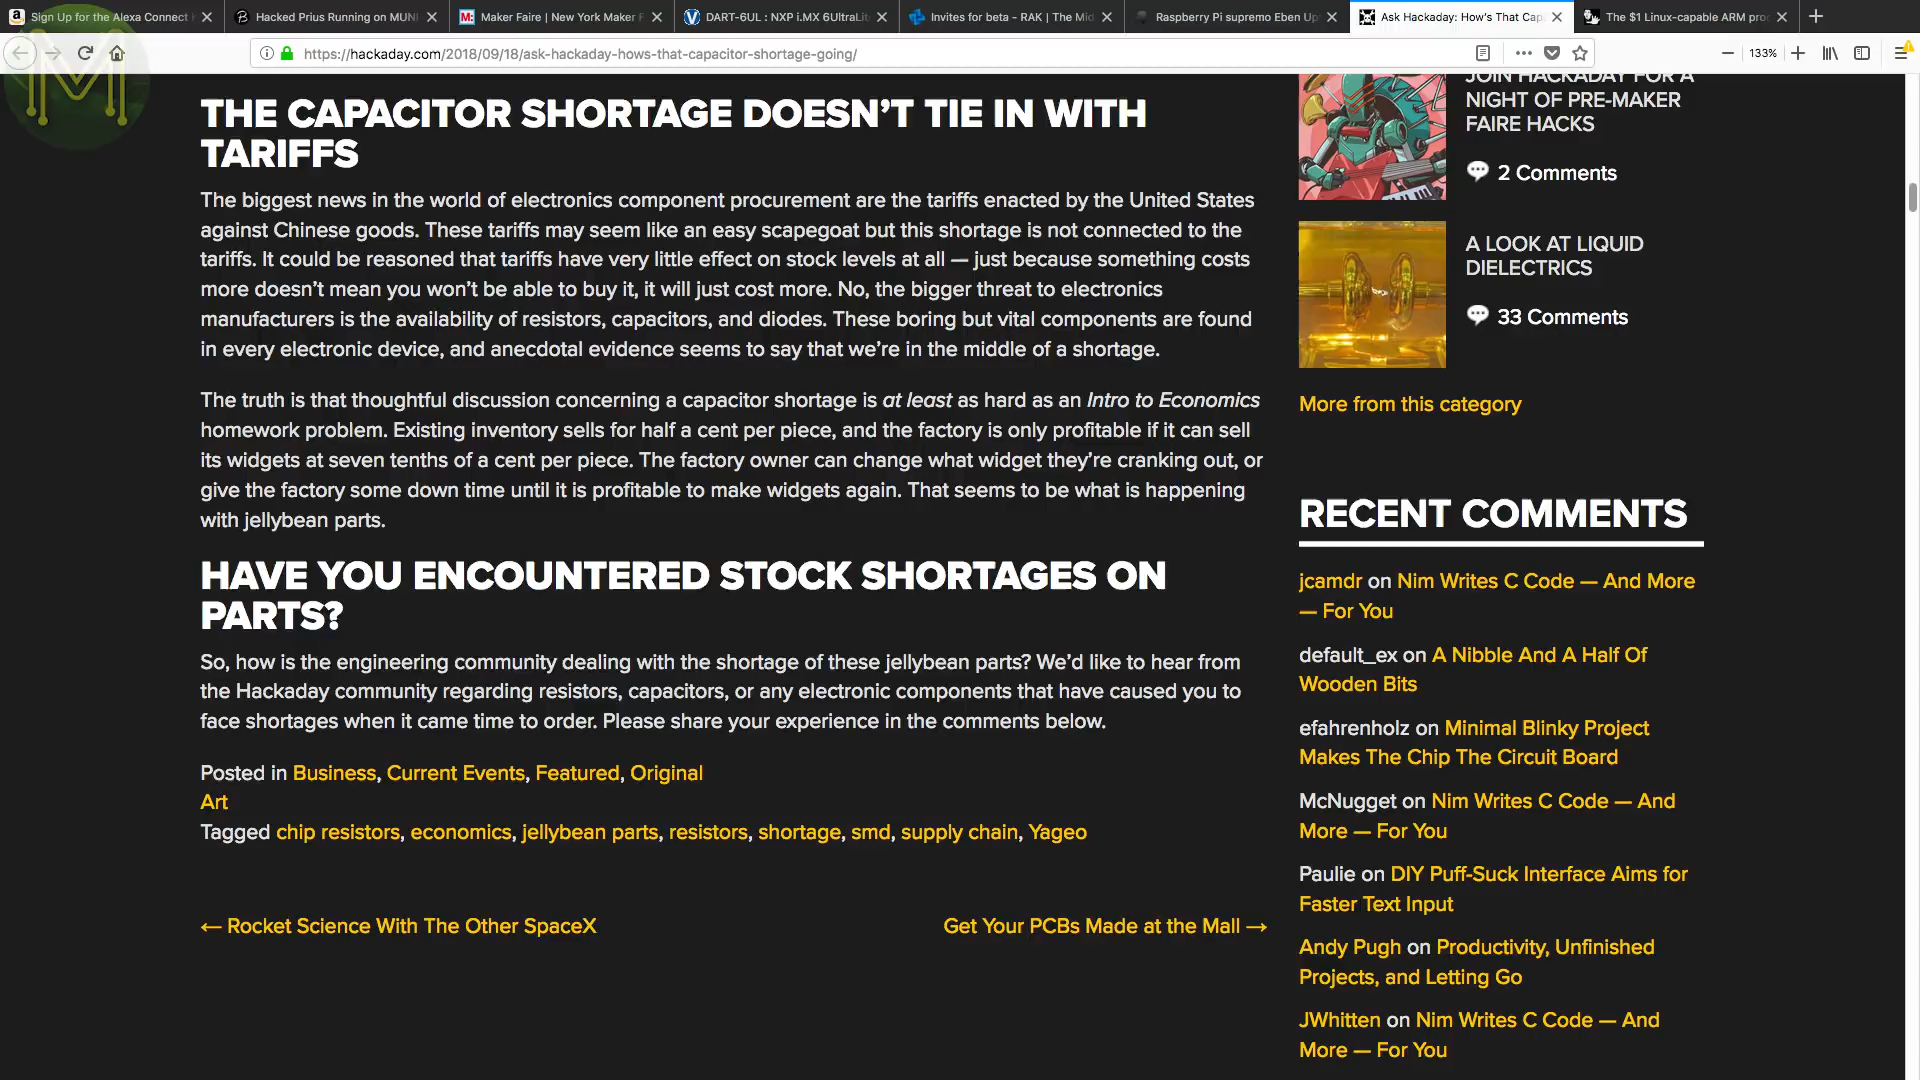 Sign Up for the Alexa Connect
Hacked Prius Running on MUNI
Maker Faire | New York Maker F
DART-6UL : NXP i.MX 6UltraLit
Invites for beta - RAK | The Mid
Raspberry Pi supremo Eben Up
Ask Hackaday: How's That Cap
The $1 Linux-capable ARM pro
https://hackaday.com/2018/09/18/ask-hackaday-hows-that-capacitor-shortage-going/
133%
THE CAPACITOR SHORTAGE DOESN'T TIE IN WITH
TARIFFS
The biggest news in the world of electronics component procurement are the tariffs enacted by the United States
against Chinese goods. These tariffs may seem like an easy scapegoat but this shortage is not connected to the
tariffs. It could be reasoned that tariffs have very little effect on stock levels at all — just because something costs
more doesn't mean you won't be able to buy it, it will just cost more. No, the bigger threat to electronics
manufacturers is the availability of resistors, capacitors, and diodes. These boring but vital components are found
in every electronic device, and anecdotal evidence seems to say that we're in the middle of a shortage.
The truth is that thoughtful discussion concerning a capacitor shortage is at least as hard as an Intro to Economics
homework problem. Existing inventory sells for half a cent per piece, and the factory is only profitable if it can sell
its widgets at seven tenths of a cent per piece. The factory owner can change what widget they're cranking out, or
give the factory some down time until it is profitable to make widgets again. That seems to be what is happening
with jellybean parts.
HAVE YOU ENCOUNTERED STOCK SHORTAGES ON
PARTS?
So, how is the engineering community dealing with the shortage of these jellybean parts? We'd like to hear from
the Hackaday community regarding resistors, capacitors, or any electronic components that have caused you to
face shortages when it came time to order. Please share your experience in the comments below.
Posted in Business, Current Events, Featured, Original
Art
Tagged chip resistors, economics, jellybean parts, resistors, shortage, smd, supply chain, Yageo
← Rocket Science With The Other SpaceX
Get Your PCBs Made at the Mall →
JOIN HACKADAY FOR A
NIGHT OF PRE-MAKER
FAIRE HACKS
2 Comments
A LOOK AT LIQUID
DIELECTRICS
33 Comments
More from this category
RECENT COMMENTS
jcamdr on Nim Writes C Code — And More
— For You
default_ex on A Nibble And A Half Of
Wooden Bits
efahrenholz on Minimal Blinky Project
Makes The Chip The Circuit Board
McNugget on Nim Writes C Code — And
More — For You
Paulie on DIY Puff-Suck Interface Aims for
Faster Text Input
Andy Pugh on Productivity, Unfinished
Projects, and Letting Go
JWhitten on Nim Writes C Code — And
More — For You